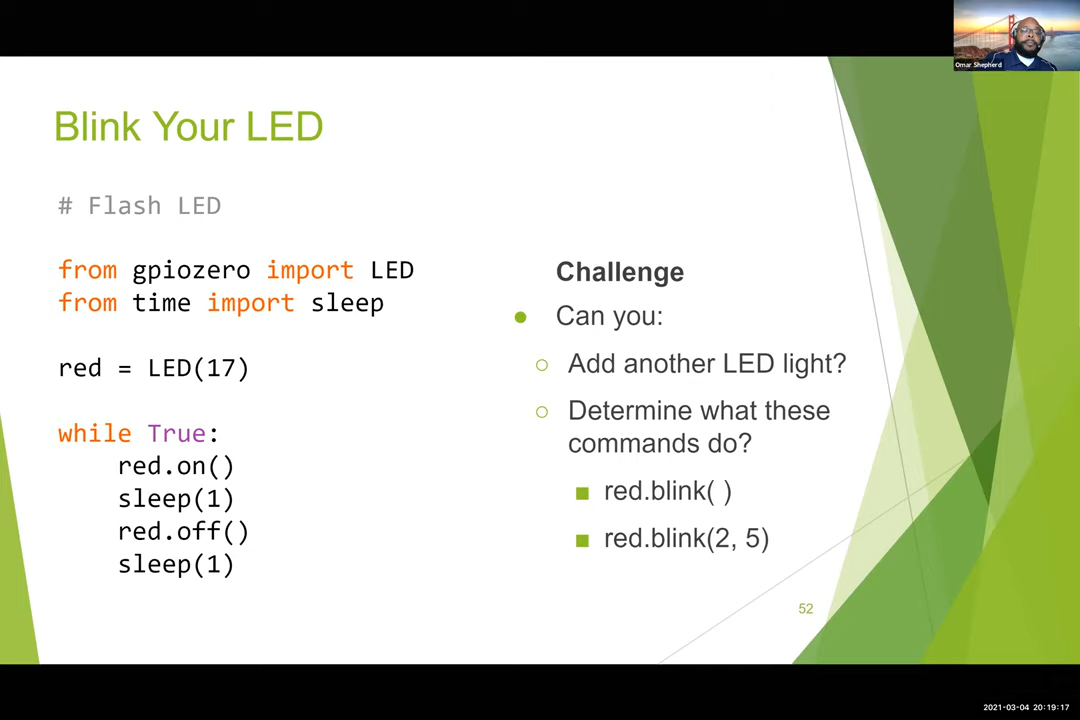 Omar Shepherd
Blink Your LED
# Flash LED
from gpiozero import LED
from time import sleep
red = LED(17)
while True:
    red.on()
    sleep(1)
    red.off()
    sleep(1)
Challenge
● Can you:
○ Add another LED light?
○ Determine what these
commands do?
■ red.blink( )
■ red.blink(2, 5)
52
2021-03-04 20:19:17